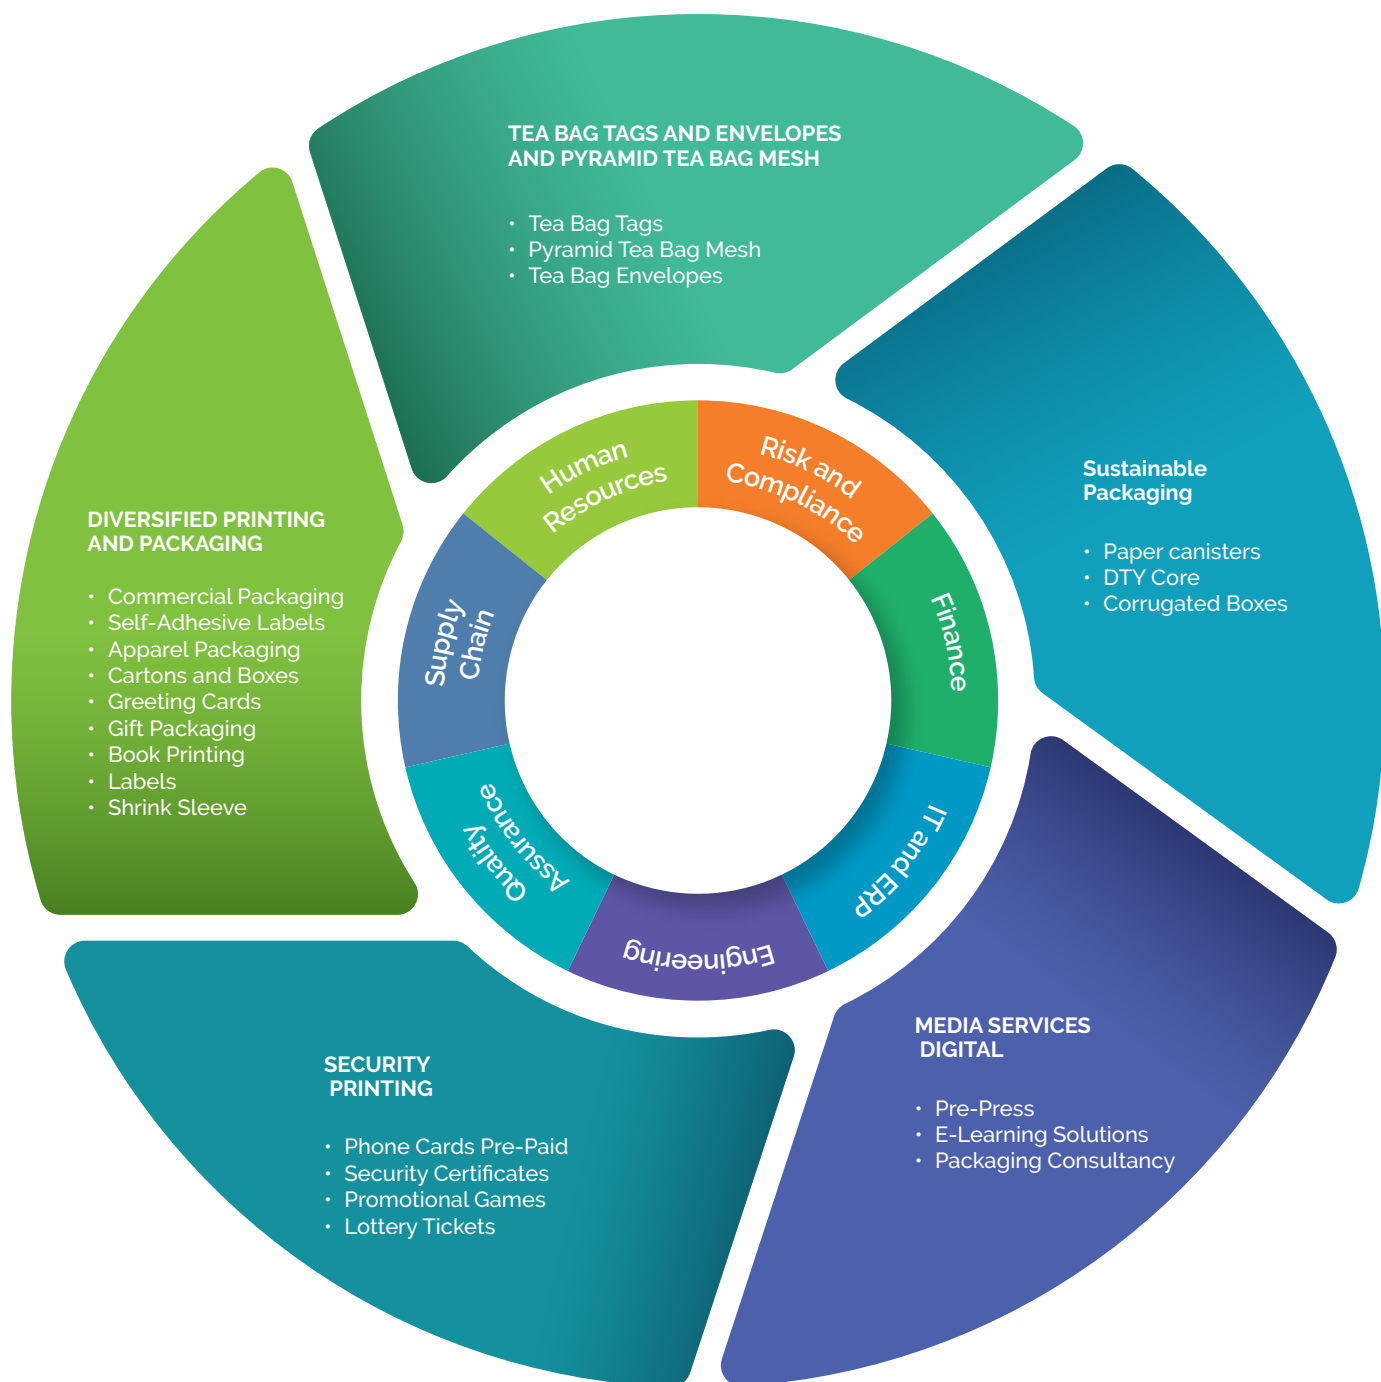 TEA BAG TAGS AND ENVELOPES
AND PYRAMID TEA BAG MESH
• Tea Bag Tags
• Pyramid Tea Bag Mesh
• Tea Bag Envelopes
Sustainable
Packaging
• Paper canisters
• DTY Core
• Corrugated Boxes
MEDIA SERVICES
DIGITAL
• Pre-Press
• E-Learning Solutions
• Packaging Consultancy
SECURITY
PRINTING
• Phone Cards Pre-Paid
• Security Certificates
• Promotional Games
• Lottery Tickets
DIVERSIFIED PRINTING
AND PACKAGING
• Commercial Packaging
• Self-Adhesive Labels
• Apparel Packaging
• Cartons and Boxes
• Greeting Cards
• Gift Packaging
• Book Printing
• Labels
• Shrink Sleeve
Risk and
Compliance
Finance
IT and ERP
Engineering
Quality
Assurance
Supply
Chain
Human
Resources